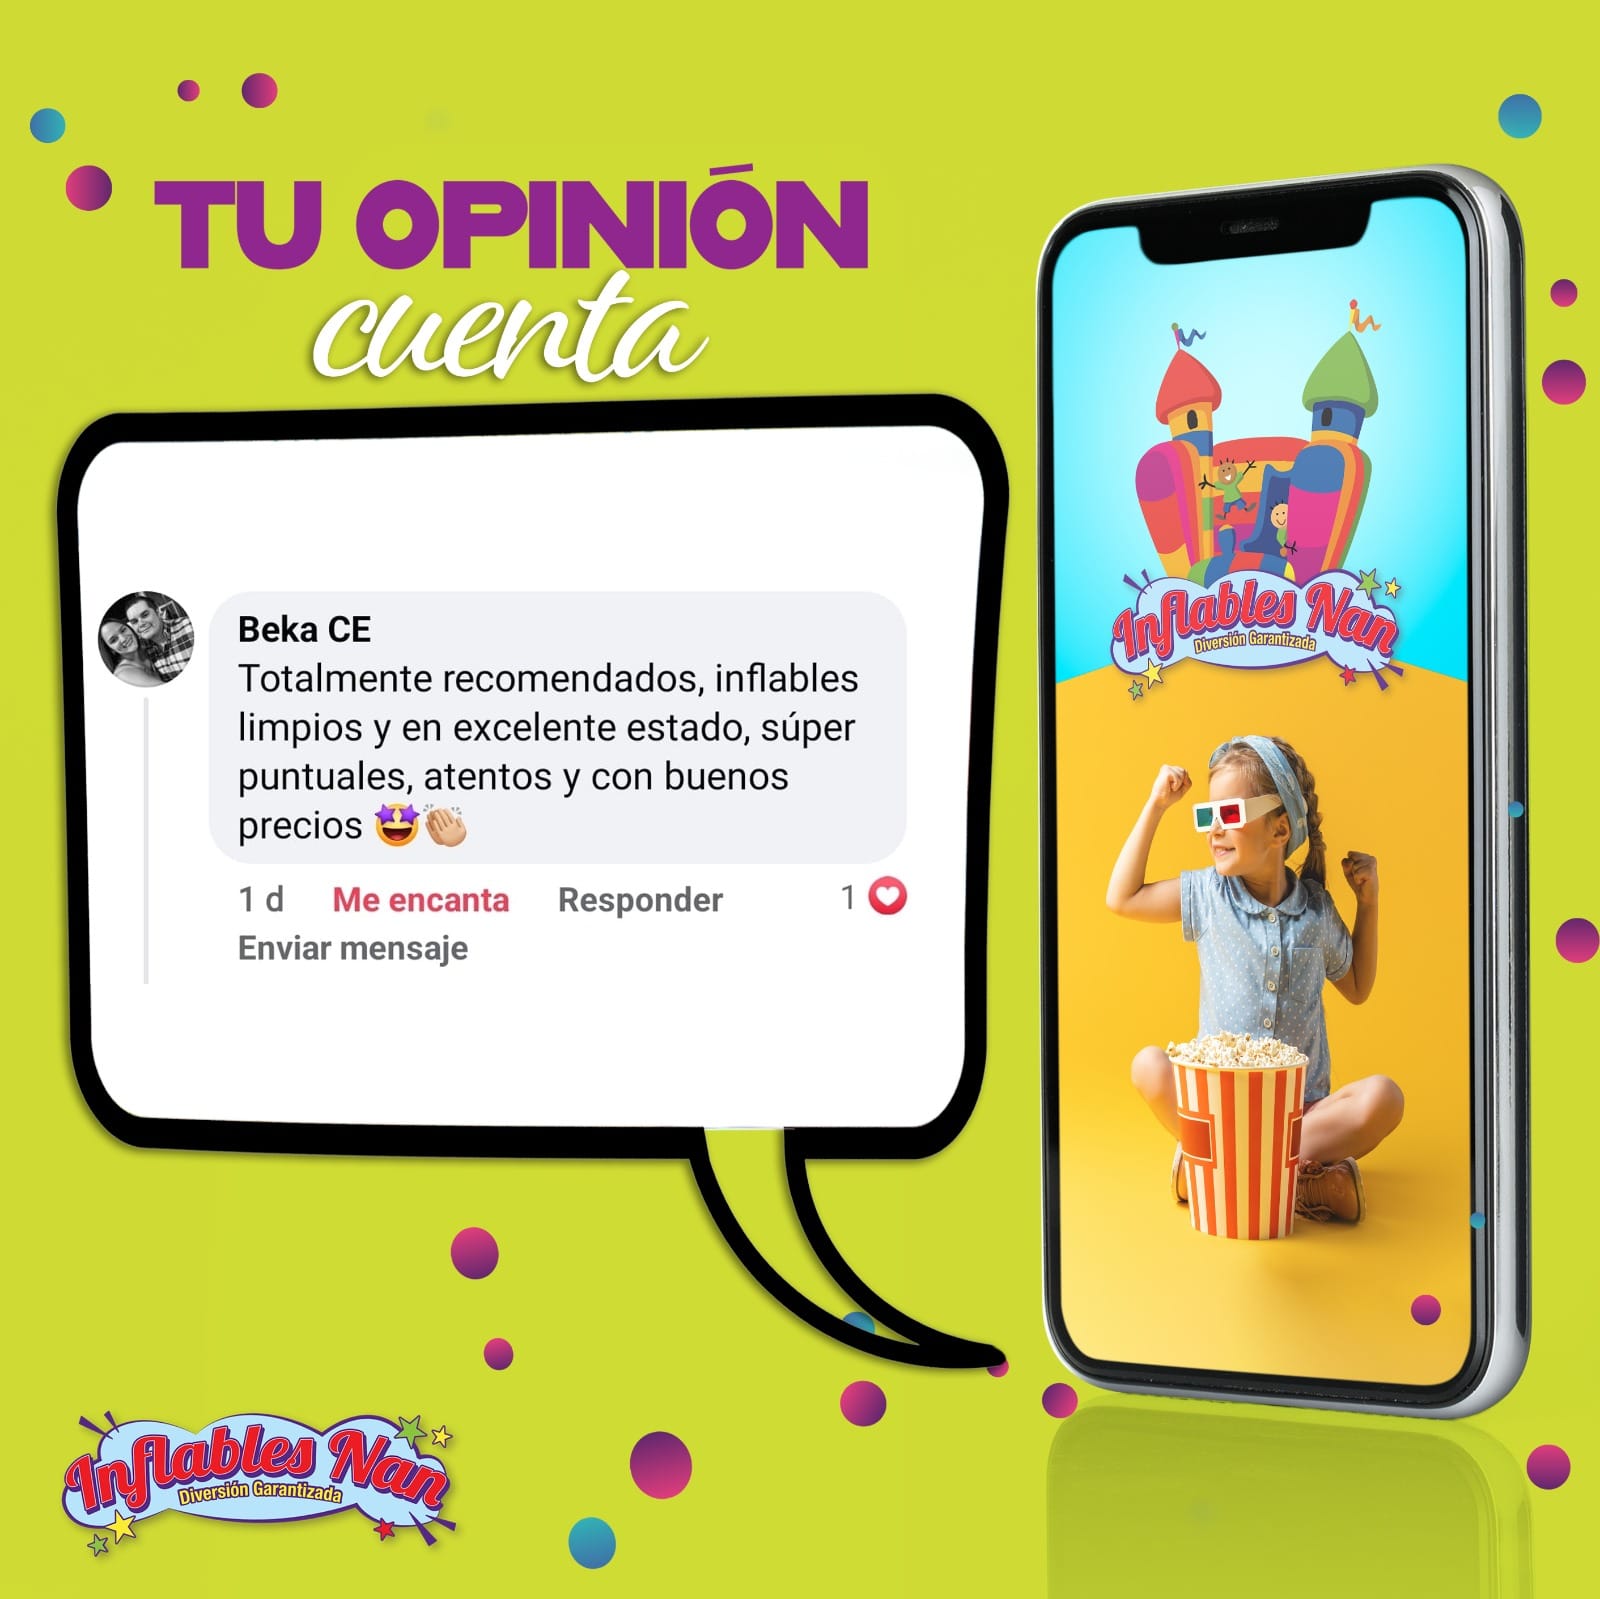 TU OPINIÓN
cuenta
Beka CE
Totalmente recomendados, inflables
limpios y en excelente estado, súper
puntuales, atentos y con buenos
precios 🤩👏🏼
1 d Me encanta Responder 1
Enviar mensaje
Inflables Nan
Diversión Garantizada
Inflables Nan
Diversión Garantizada